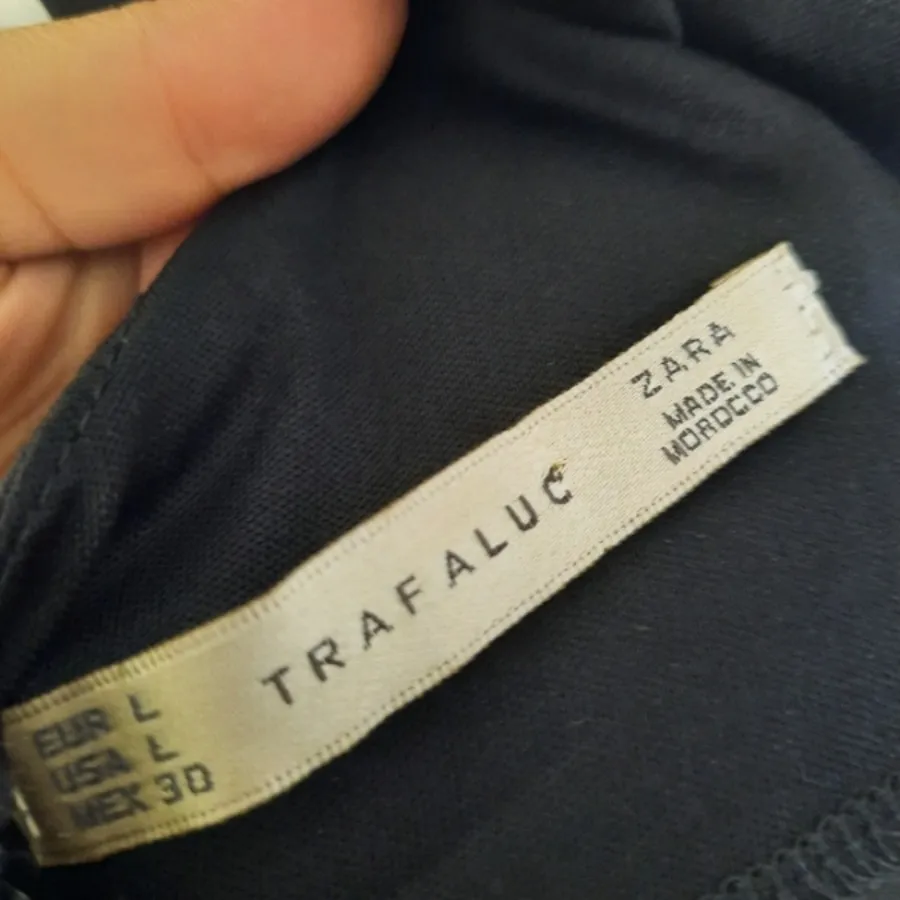 EUR L
USA L
MEX 30
TRAFALUC
ZARA
MADE IN
MOROCCO